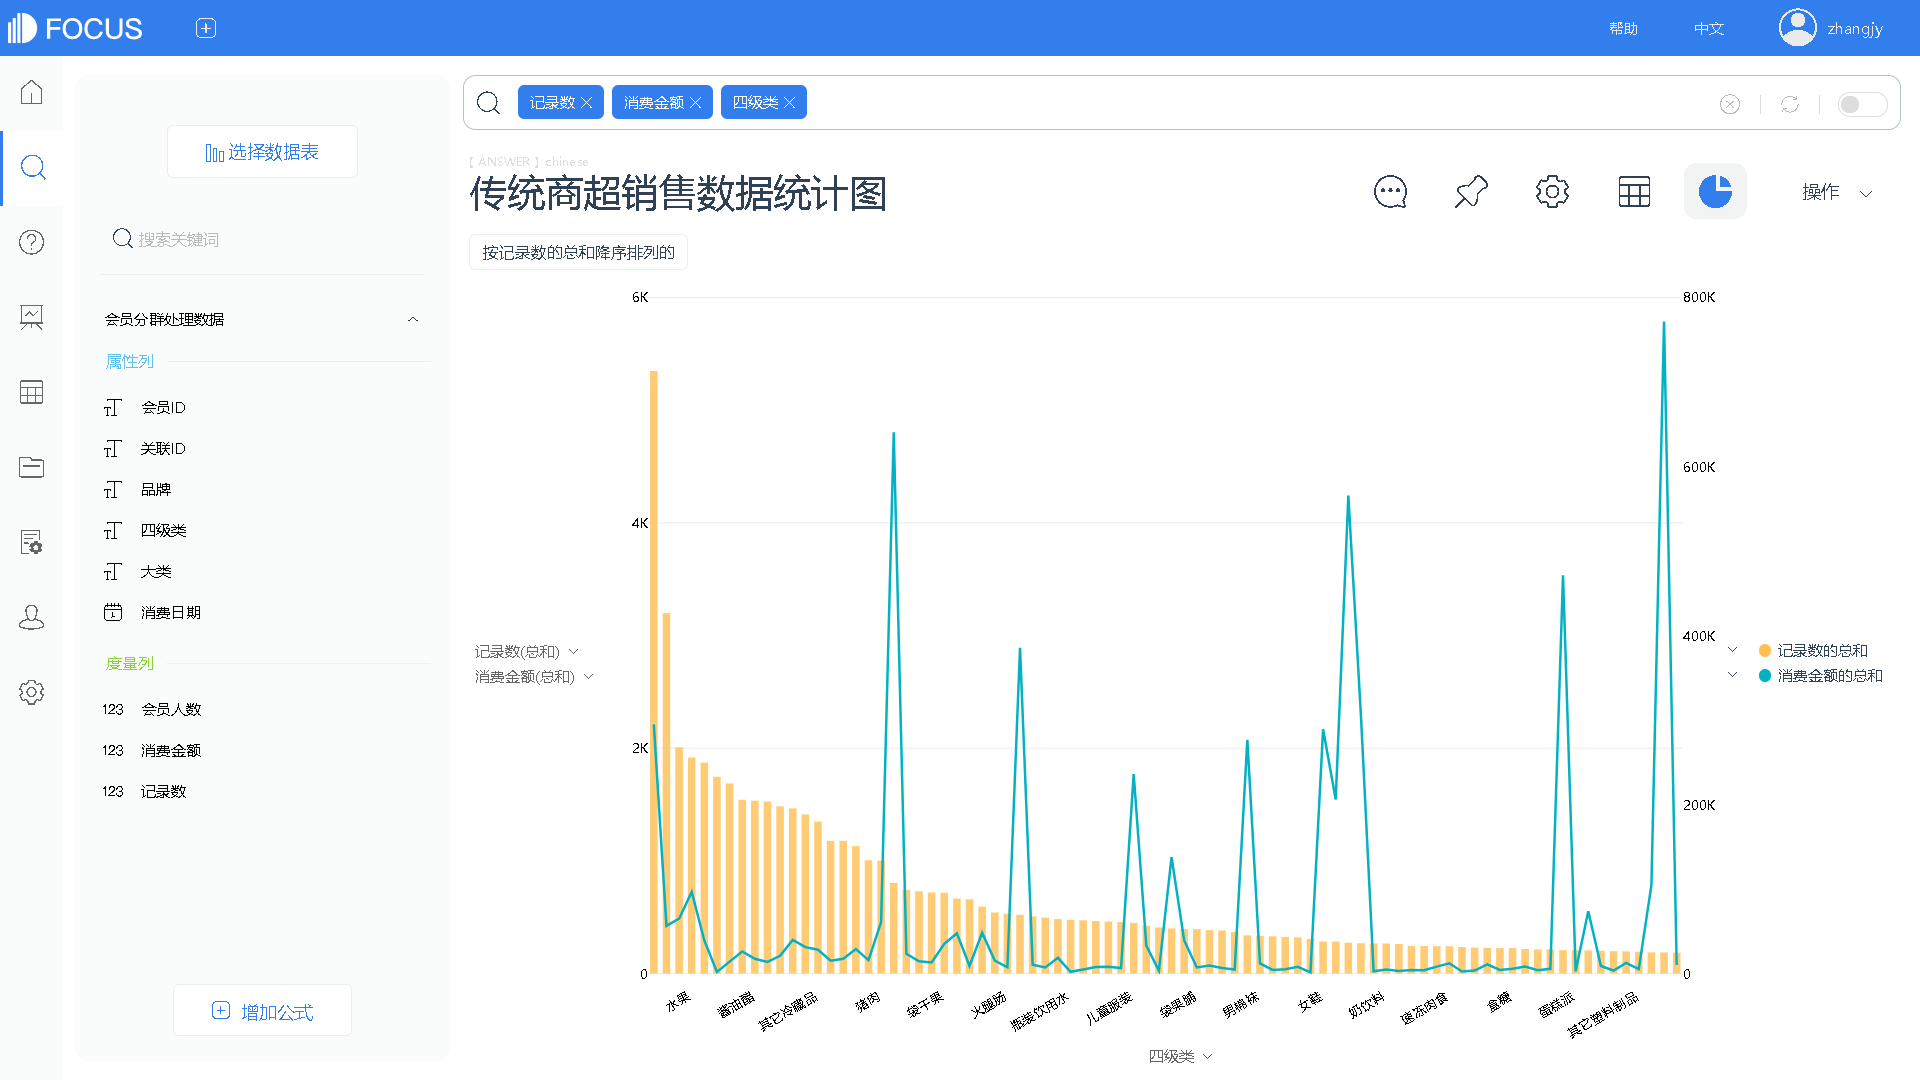 FOCUS
帮助
中文
zhangjy
选择数据表
搜索关键词
会员分群处理数据
属性列
会员ID
关联ID
品牌
四级类
大类
消费日期
度量列
123 会员人数
123 消费金额
123 记录数
增加公式
记录数 消费金额 四级类
【 ANSWER 】 chinese
传统商超销售数据统计图
操作
按记录数的总和降序排列的
记录数(总和)
消费金额(总和)
6K
4K
2K
0
800K
600K
400K
200K
0
记录数的总和
消费金额的总和
水果
酱油醋
其它冷藏品
猪肉
袋干果
火腿肠
瓶装饮用水
儿童服装
袋果脯
男棉袜
女鞋
奶饮料
速冻肉食
盒糖
蛋糕派
其它塑料制品
四级类